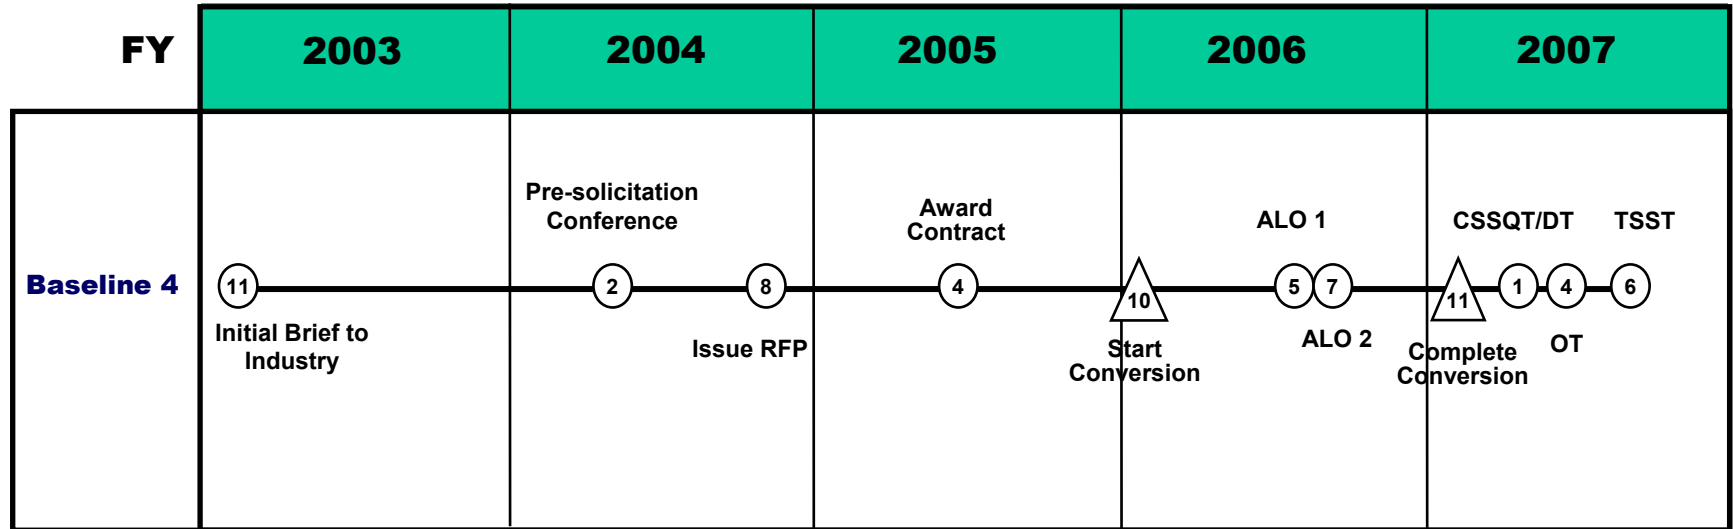 FY 2003 2004 2005 2006 2007
Pre-solicitation
Conference
Award
Contract
ALO 1 CSSQT/DT TSST
Baseline 4 11 2 8 4 10 5 7 11 1 4 6
Initial Brief to
Industry
Issue RFP
Start
Conversion
ALO 2
Complete
Conversion
OT